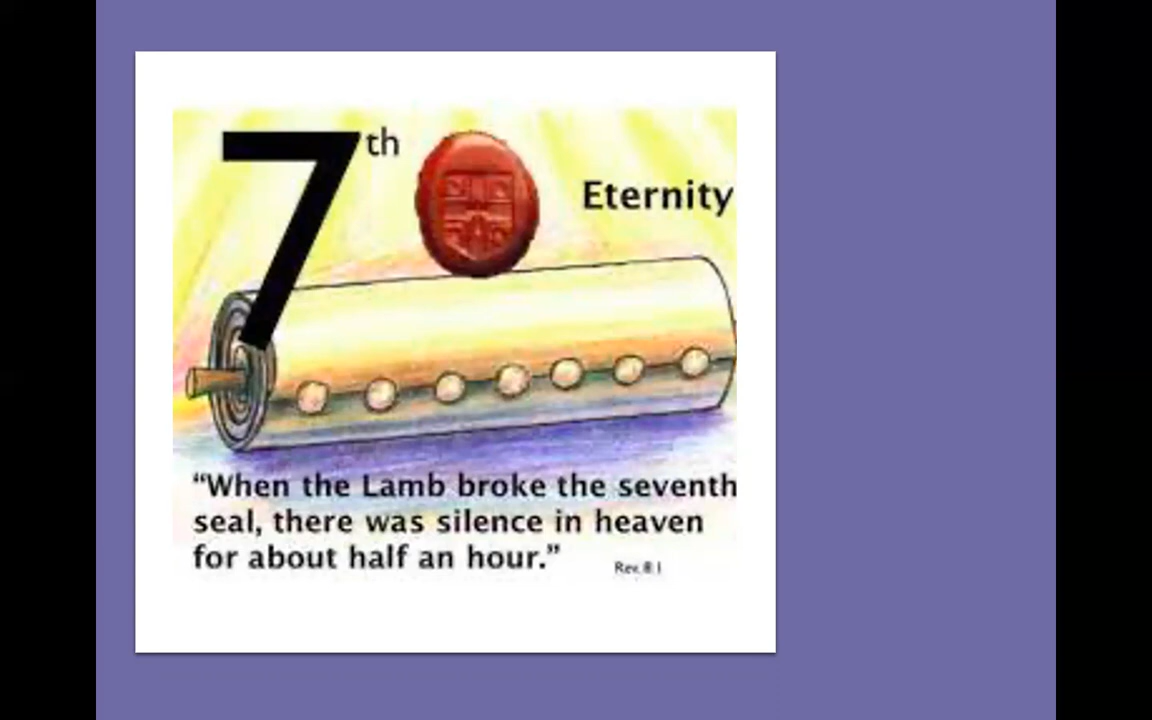 7th
Eternity
“When the Lamb broke the seventh
seal, there was silence in heaven
for about half an hour.”
Rev. 8:1